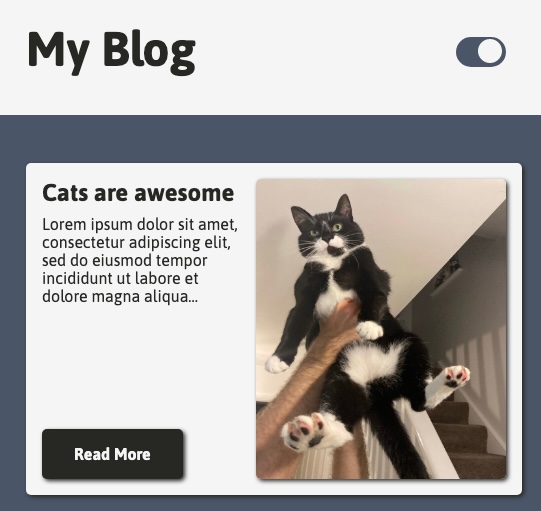 My Blog
Cats are awesome
Lorem ipsum dolor sit amet,
consectetur adipiscing elit,
sed do eiusmod tempor
incididunt ut labore et
dolore magna aliqua...
Read More